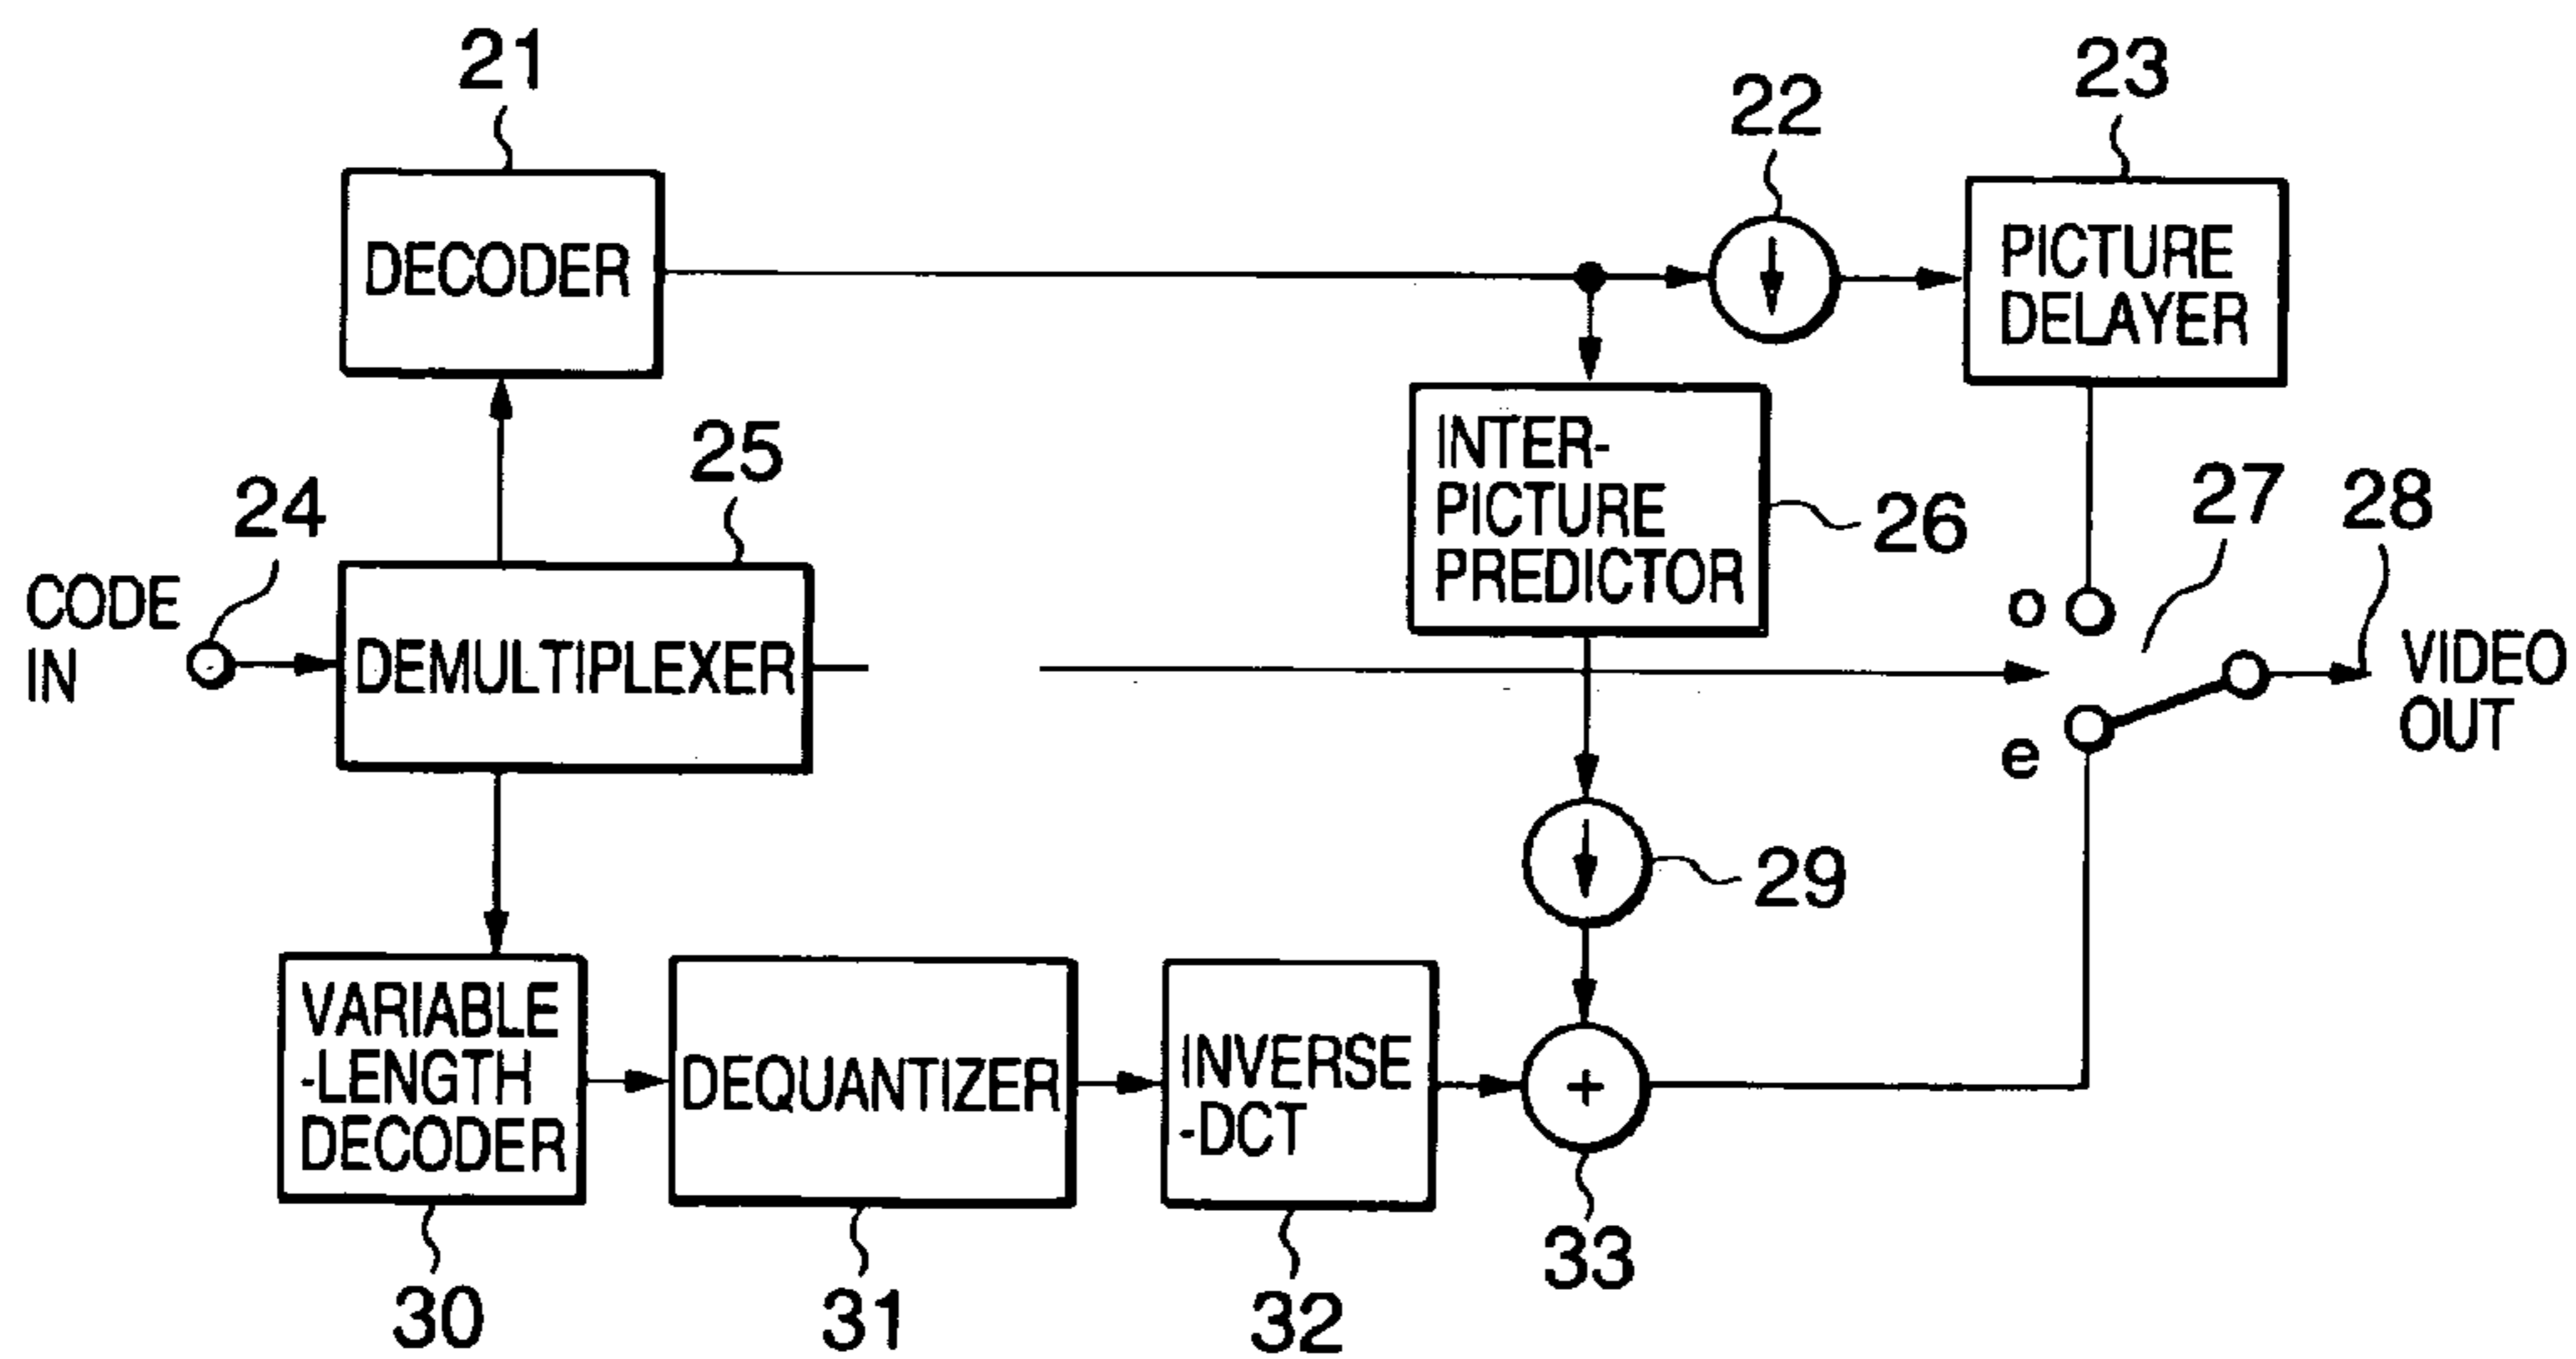 21
22
23
DECODER
PICTURE
DELAYER
24
25
INTER-
PICTURE
PREDICTOR
26
27
28
CODE
IN
DEMULTIPLEXER
o
e
VIDEO
OUT
29
VARIABLE
-LENGTH
DECODER
DEQUANTIZER
INVERSE
-DCT
+
30
31
32
33